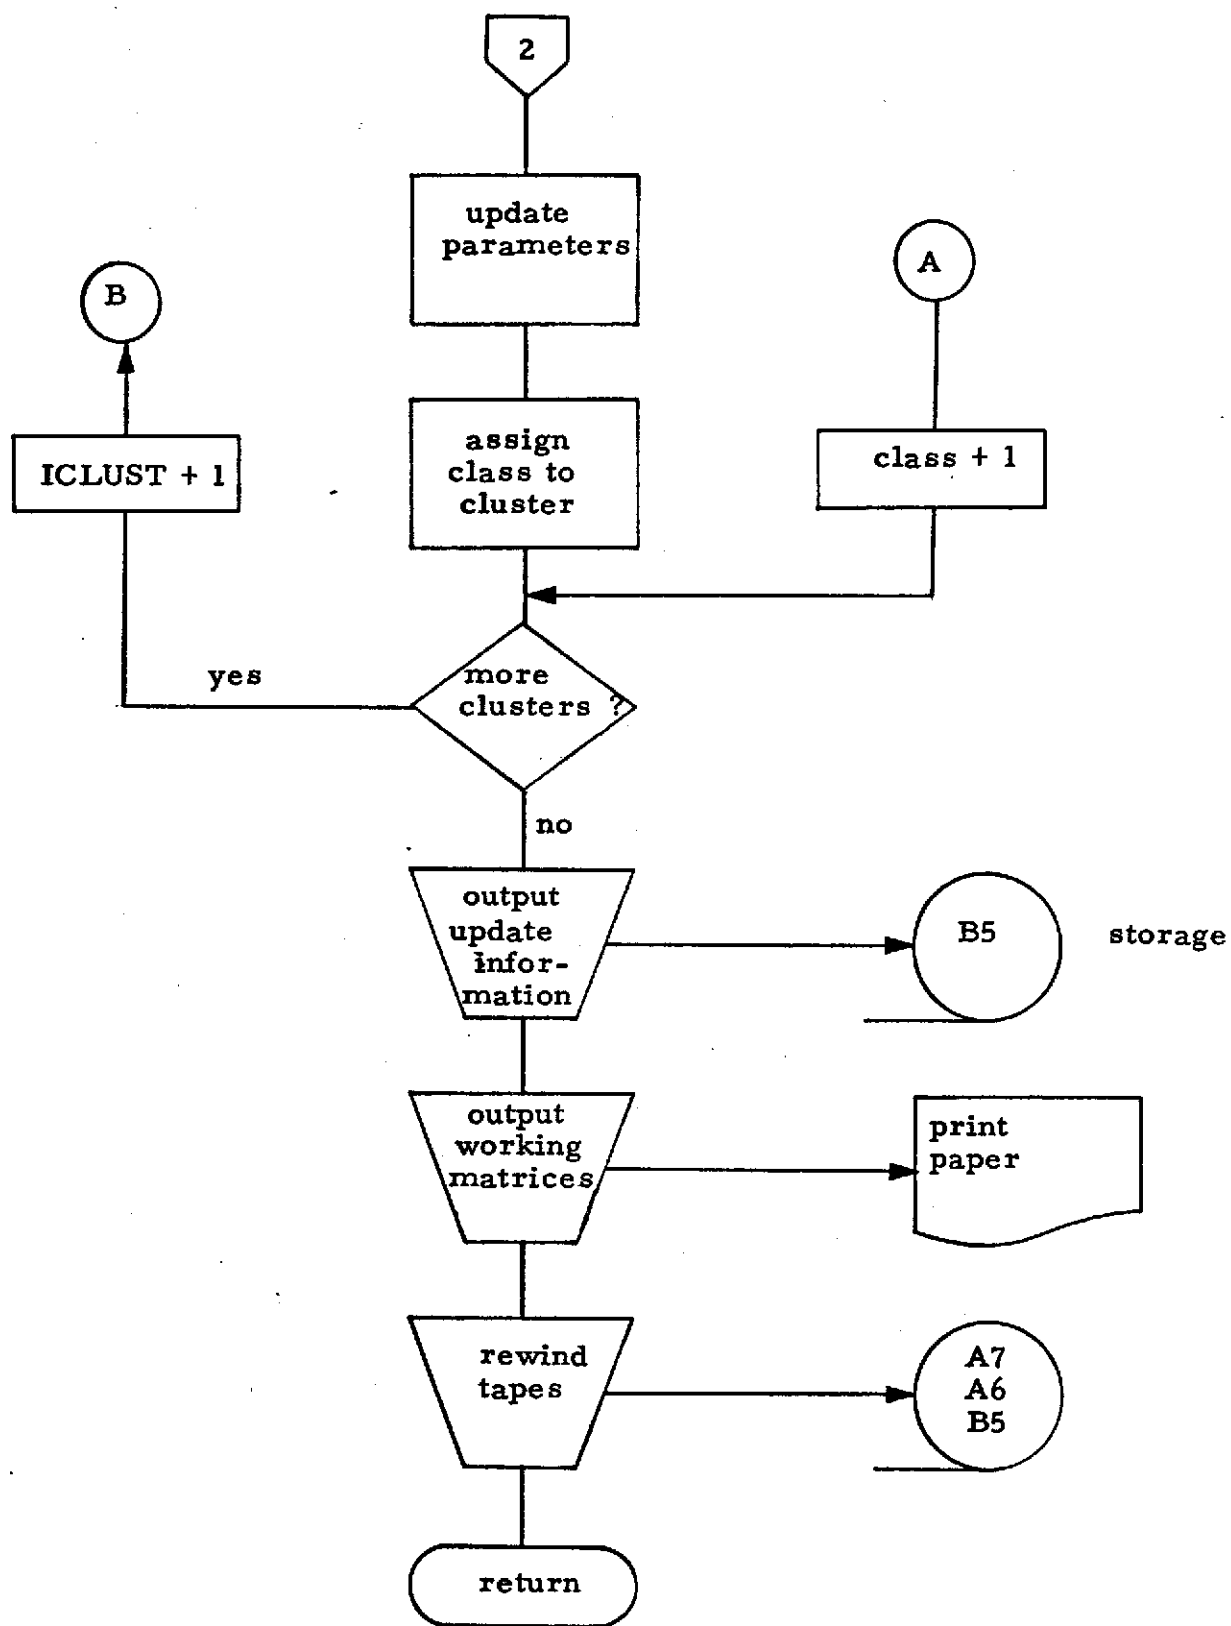 2
update
parameters
A
B
assign
class to
cluster
class + 1
ICLUST + 1
yes
more
clusters ?
no
output
update
infor-
mation
B5
storage
output
working
matrices
print
paper
rewind
tapes
A7
A6
B5
return